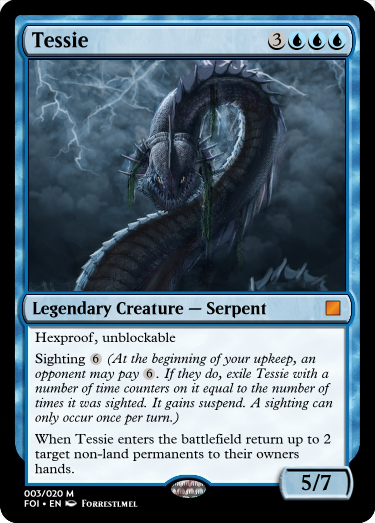 Tessie 3
Legendary Creature — Serpent
Hexproof, unblockable
Sighting 6 (At the beginning of your upkeep, an
opponent may pay 6. If they do, exile Tessie with a
number of time counters on it equal to the number of
times it was sighted. It gains suspend. A sighting can
only occur once per turn.)
When Tessie enters the battlefield return up to 2
target non-land permanents to their owners
hands.
5/7
003/020 M
FOI • EN Forrestlmel